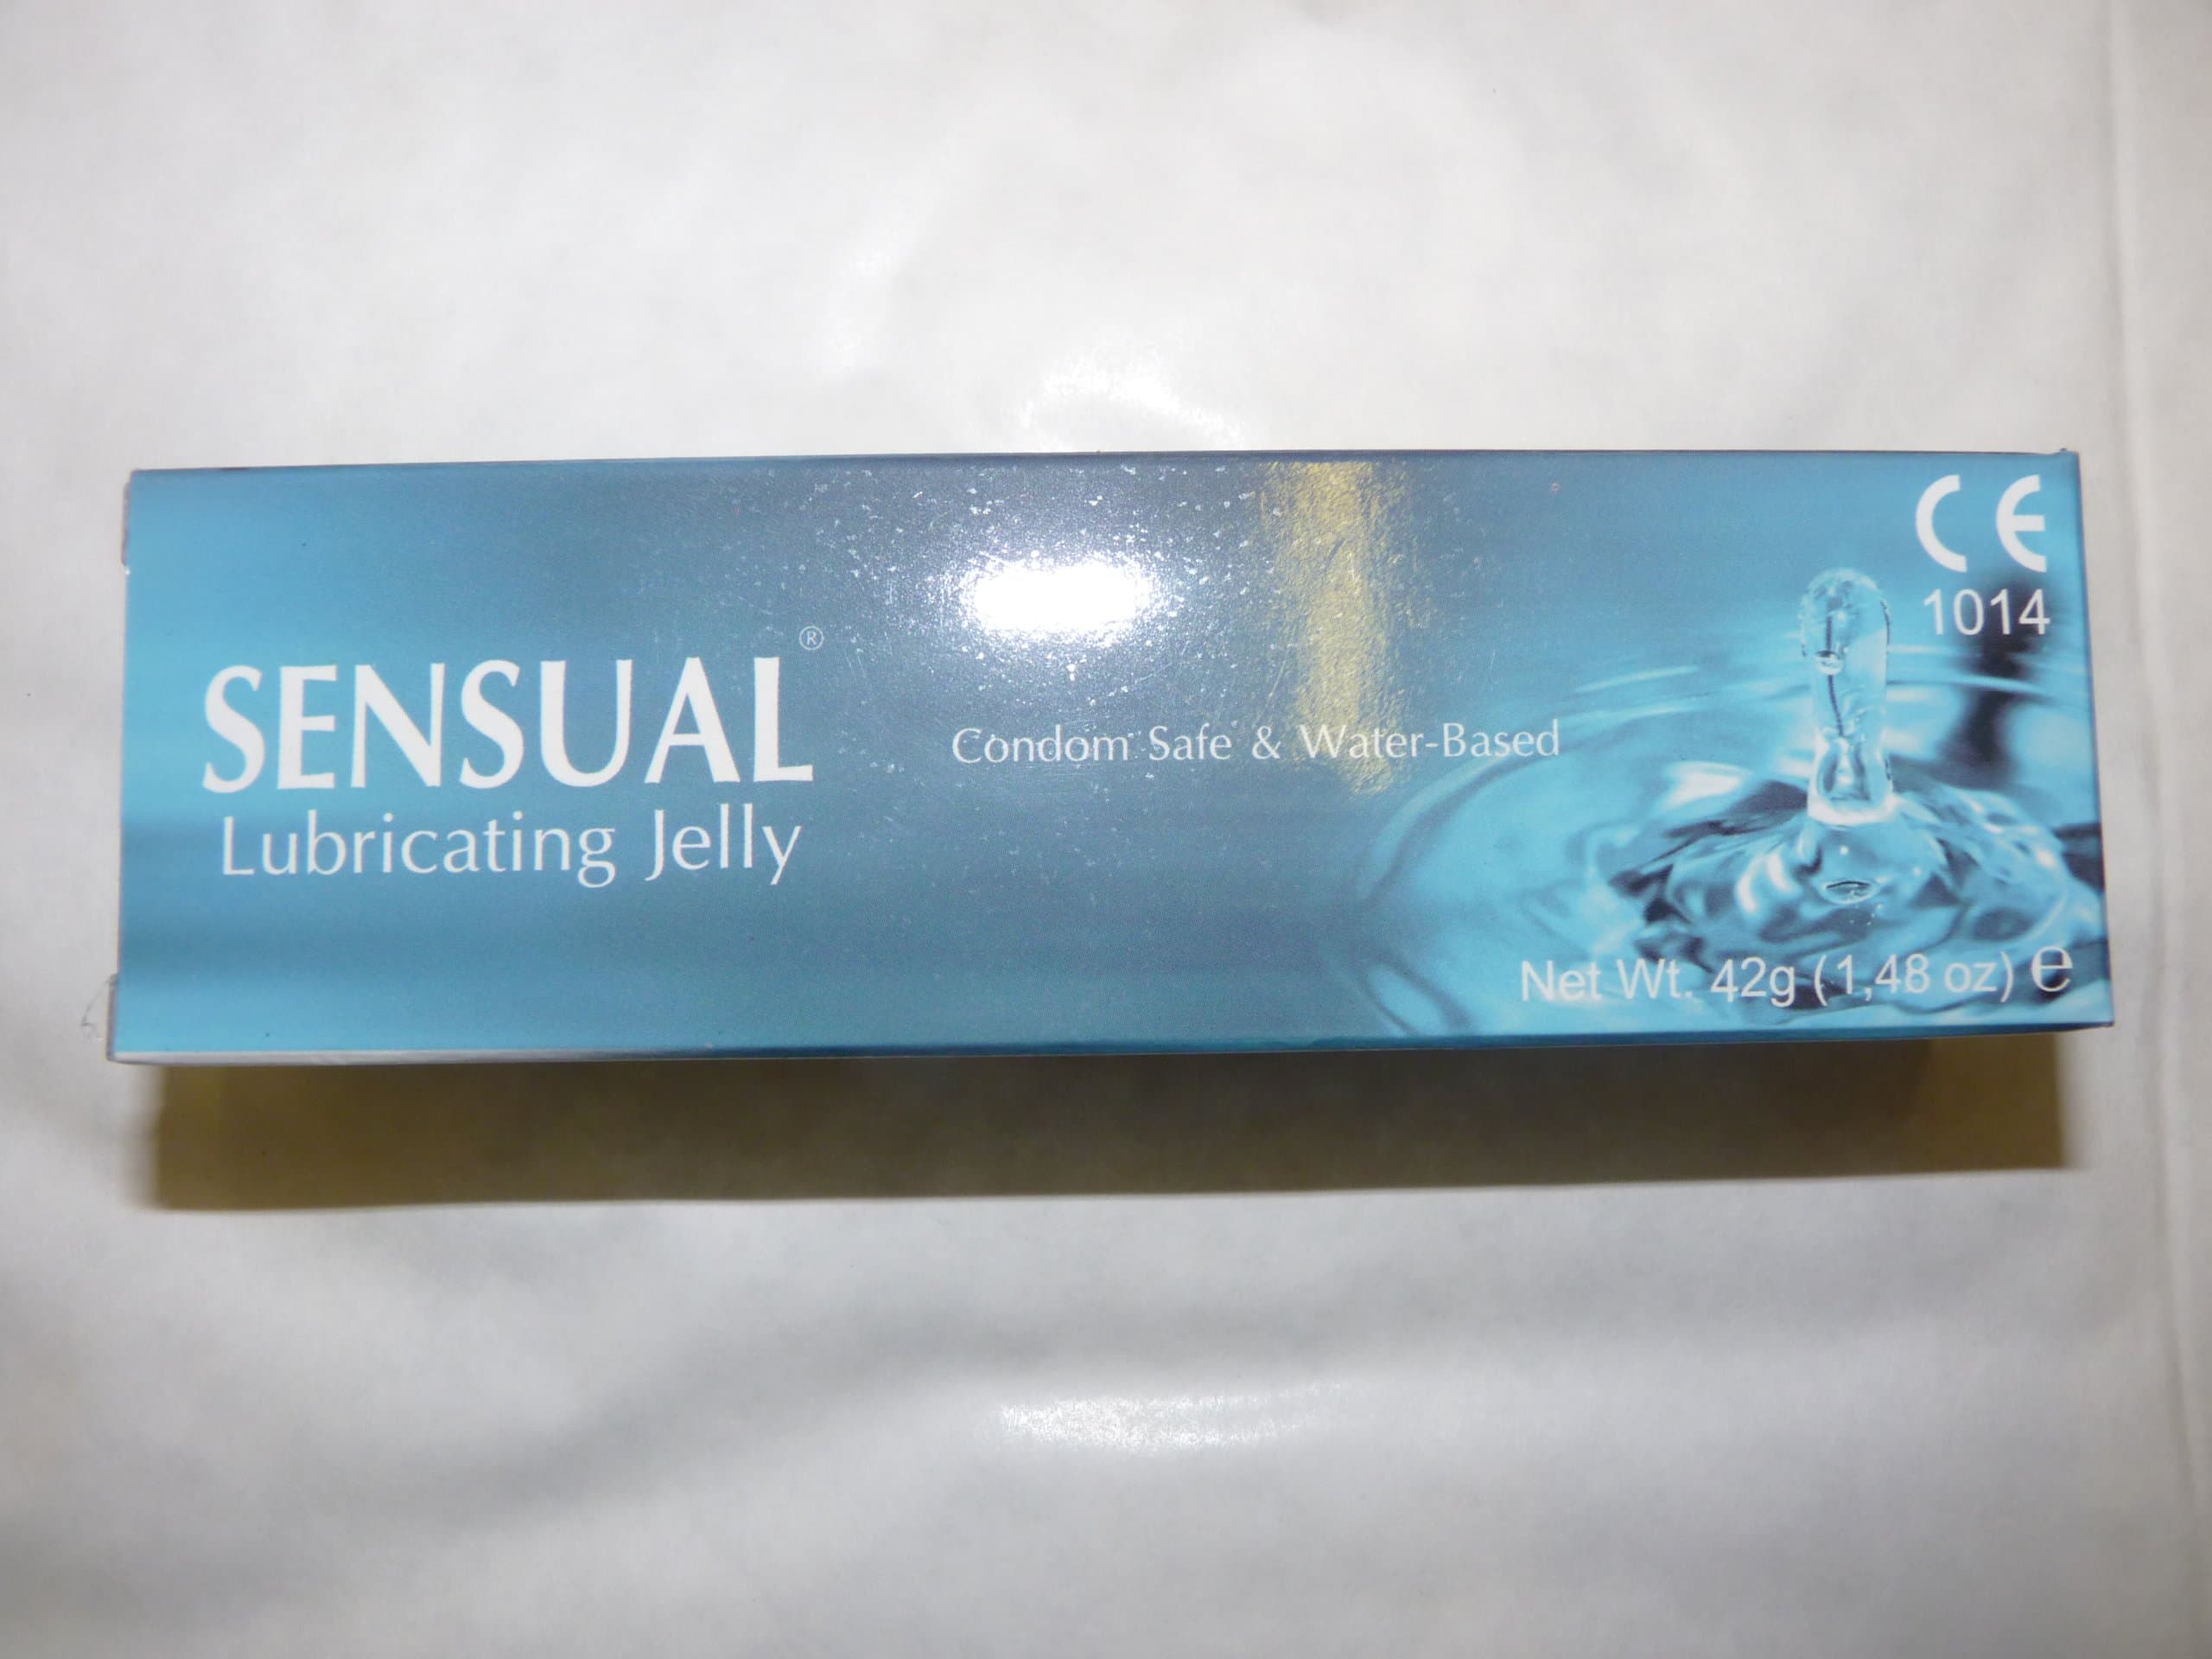 CE
1014
SENSUAL®
Lubricating Jelly
Condom Safe & Water-Based
Net Wt. 42g (1,48 oz) e